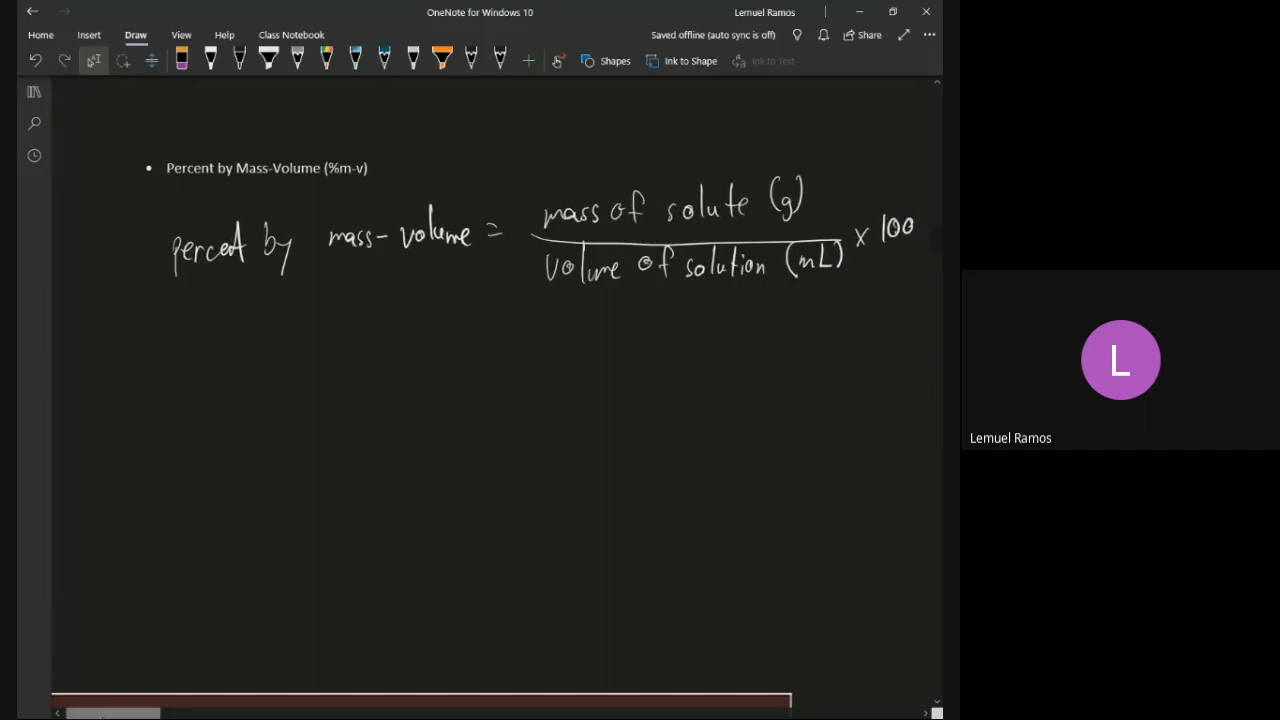 OneNote for Windows 10
Lemuel Ramos
Home Insert Draw View Help Class Notebook
Saved offline (auto sync is off) Share
Shapes Ink to Shape Ink to Text
• Percent by Mass-Volume (%m-v)
percent by mass-volume = mass of solute (g)
volume of solution (mL) x 100
L
Lemuel Ramos